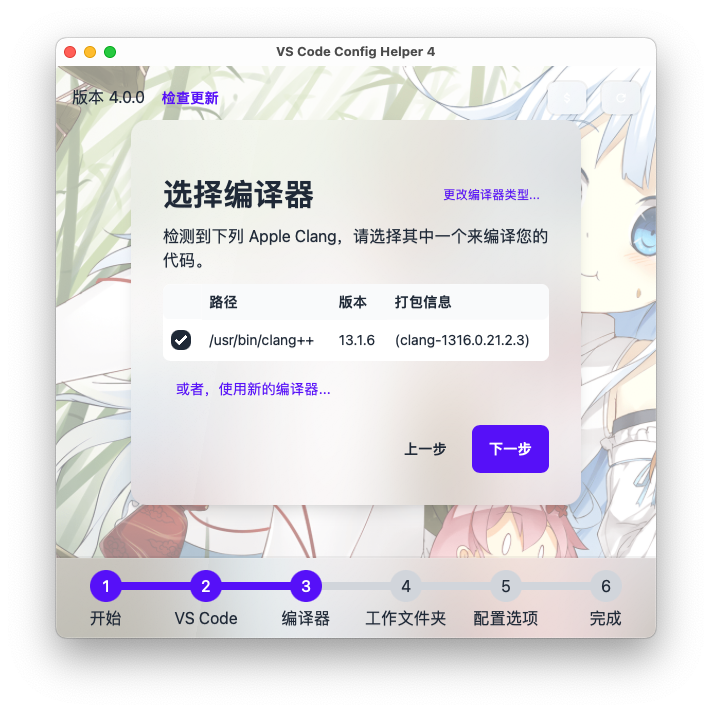 VS Code Config Helper 4
版本 4.0.0 检查更新
$
选择编译器
更改编译器类型...
检测到下列 Apple Clang，请选择其中一个来编译您的
代码。
路径 版本 打包信息
/usr/bin/clang++ 13.1.6 (clang-1316.0.21.2.3)
或者，使用新的编译器...
上一步 下一步
1 2 3 4 5 6
开始 VS Code 编译器 工作文件夹 配置选项 完成